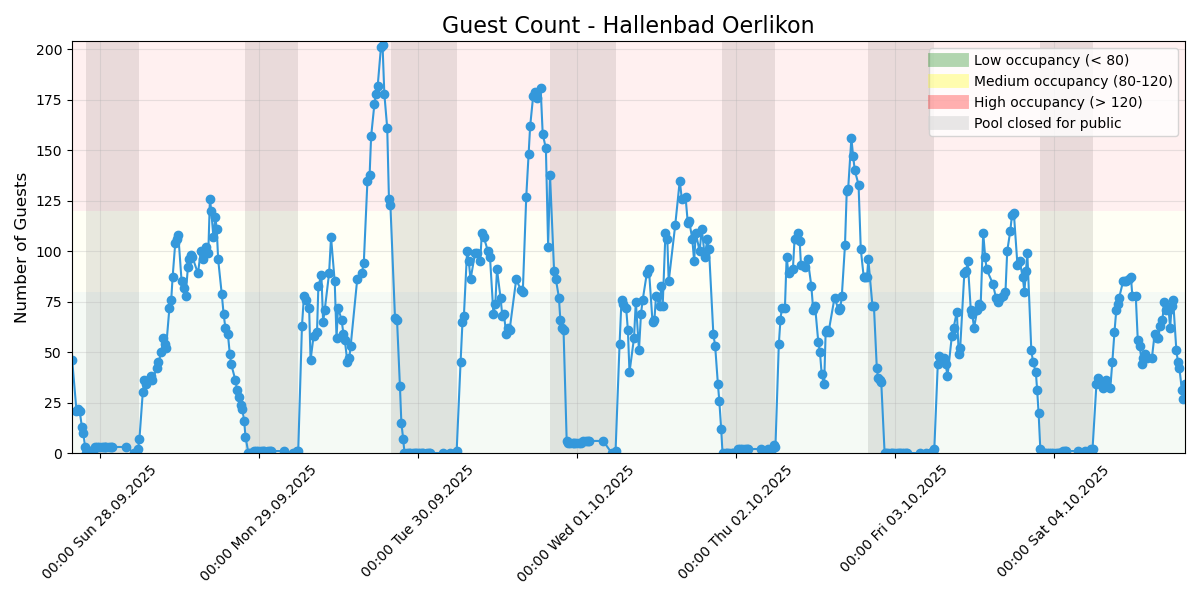 Guest Count - Hallenbad Oerlikon
Low occupancy (< 80)
Medium occupancy (80-120)
High occupancy (> 120)
Pool closed for public
Number of Guests
200
175
150
125
100
75
50
25
0
00:00 Sun 28.09.2025
00:00 Mon 29.09.2025
00:00 Tue 30.09.2025
00:00 Wed 01.10.2025
00:00 Thu 02.10.2025
00:00 Fri 03.10.2025
00:00 Sat 04.10.2025